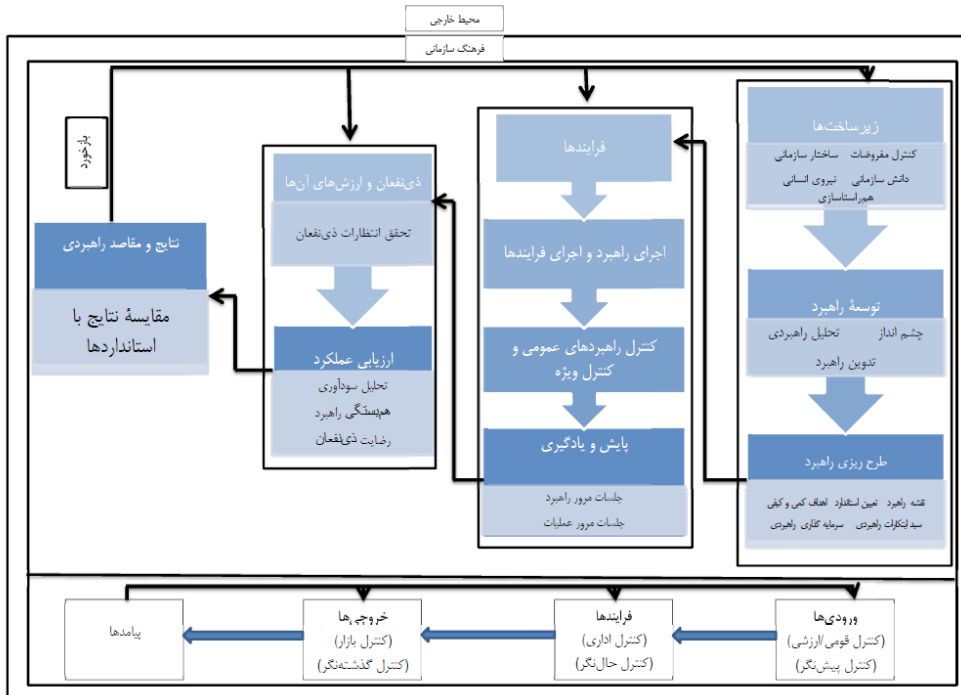 محیط خارجی
فرهنگ سازمانی
زیرساخت‌ها
کنترل مفروضات ساختار سازمانی
دانش سازمانی نیروی انسانی
هم‌راستاسازی
توسعهٔ راهبرد
چشم انداز تحلیل راهبردی
تدوین راهبرد
طرح ریزی راهبرد
نقشه راهبرد تعیین استاندارد اهداف کمی و کیفی
سبد ابتکارات راهبردی سرمایه گذاری راهبردی
فرایندها
اجرای راهبرد و اجرای فرایندها
کنترل راهبردهای عمومی و
کنترل ویژه
پایش و یادگیری
جلسات مرور راهبرد
جلسات مرور عملیات
ذی‌نفعان و ارزش‌های آن‌ها
تحقق انتظارات ذی‌نفعان
ارزیابی عملکرد
تحلیل سودآوری
هم‌بستگی راهبرد
رضایت ذی‌نفعان
بازخورد
نتایج و مقاصد راهبردی
مقایسهٔ نتایج با
استانداردها
ورودی‌ها
(کنترل قومی/ارزشی)
(کنترل پیش‌نگر)
فرایندها
(کنترل اداری)
(کنترل حال‌نگر)
خروجی‌ها
(کنترل بازار)
(کنترل گذشته‌نگر)
پیامدها